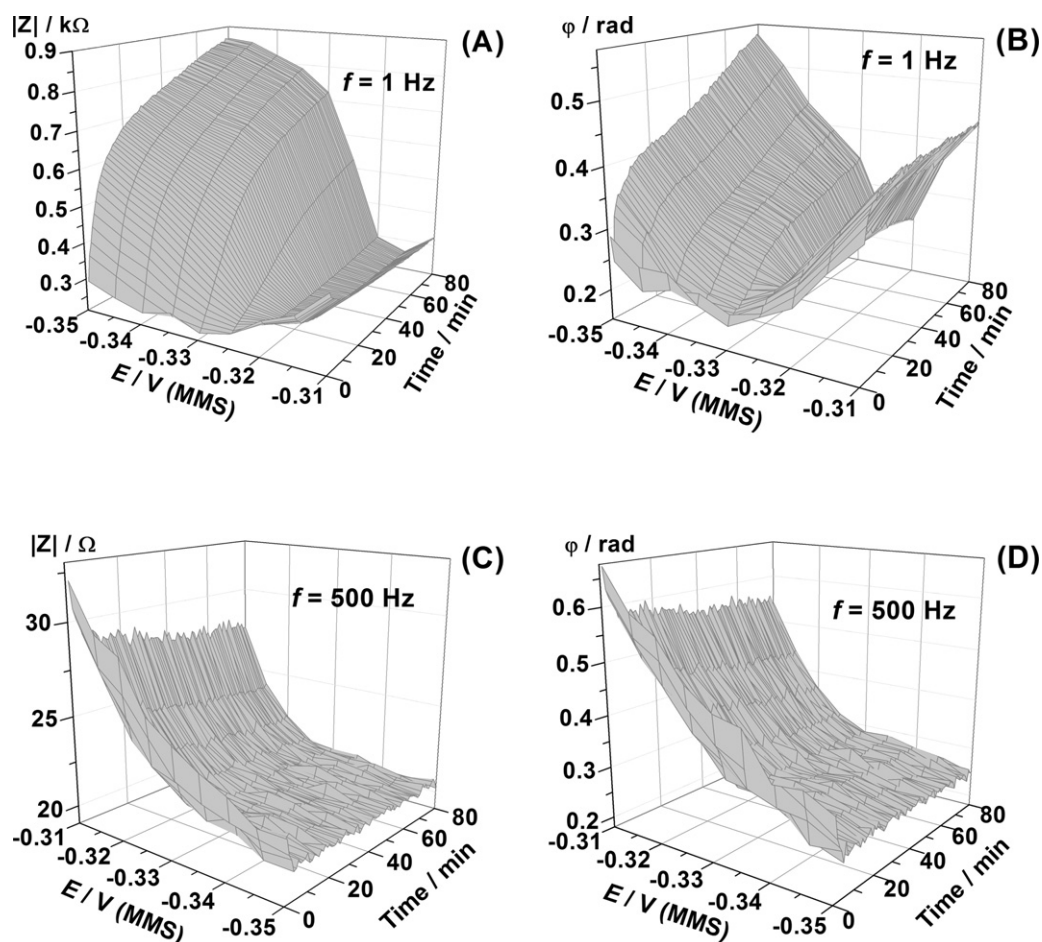 |Z| / kΩ
(A)
f = 1 Hz
0.9
0.8
0.7
0.6
0.5
0.4
0.3
-0.35
-0.34
-0.33
-0.32
-0.31
E / V (MMS)
0
20
40
60
80
Time / min
φ / rad
(B)
f = 1 Hz
0.5
0.4
0.3
0.2
-0.35
-0.34
-0.33
-0.32
-0.31
E / V (MMS)
0
20
40
60
80
Time / min
|Z| / Ω
(C)
f = 500 Hz
30
25
20
-0.31
-0.32
-0.33
-0.34
-0.35
E / V (MMS)
0
20
40
60
80
Time / min
φ / rad
(D)
f = 500 Hz
0.6
0.5
0.4
0.3
0.2
-0.31
-0.32
-0.33
-0.34
-0.35
E / V (MMS)
0
20
40
60
80
Time / min